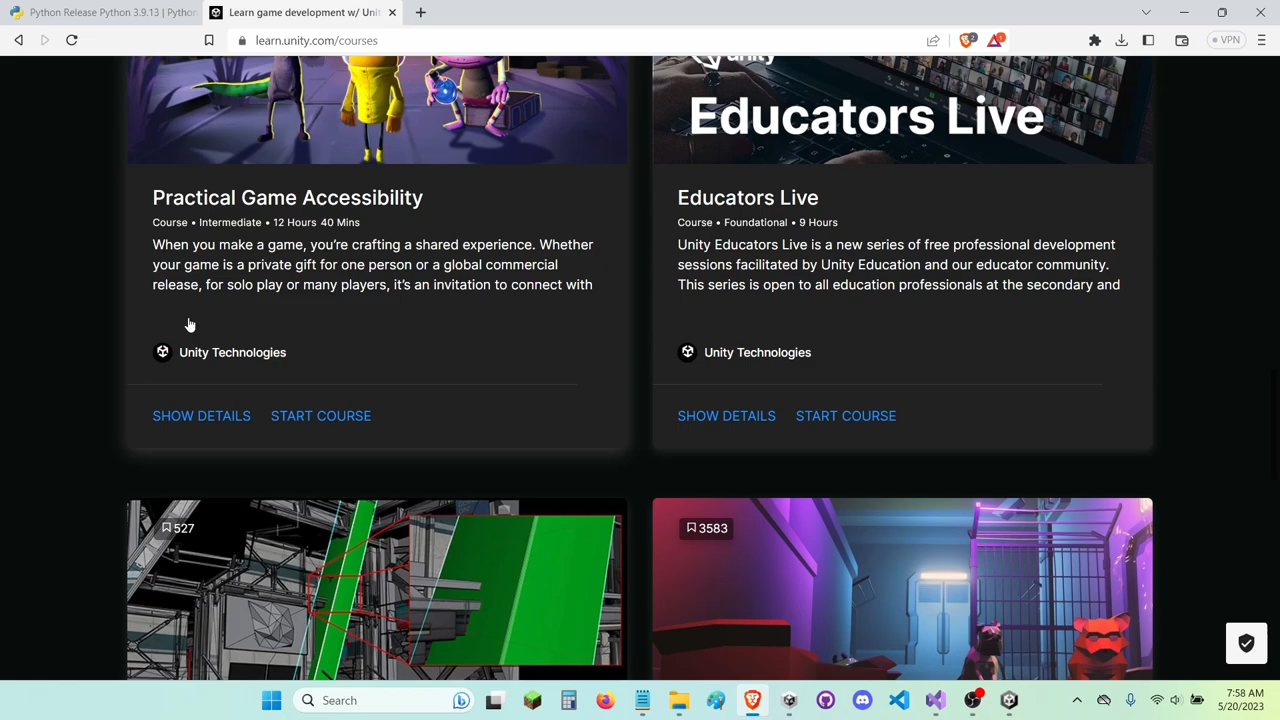 Python Release Python 3.9.13 | Python
Learn game development w/ Unit
learn.unity.com/courses
2
1
VPN
unity
Educators Live
Practical Game Accessibility
Course • Intermediate • 12 Hours 40 Mins
When you make a game, you're crafting a shared experience. Whether
your game is a private gift for one person or a global commercial
release, for solo play or many players, it's an invitation to connect with
Unity Technologies
SHOW DETAILS START COURSE
Educators Live
Course • Foundational • 9 Hours
Unity Educators Live is a new series of free professional development
sessions facilitated by Unity Education and our educator community.
This series is open to all education professionals at the secondary and
Unity Technologies
SHOW DETAILS START COURSE
527
3583
Search
7:58 AM
5/20/2023